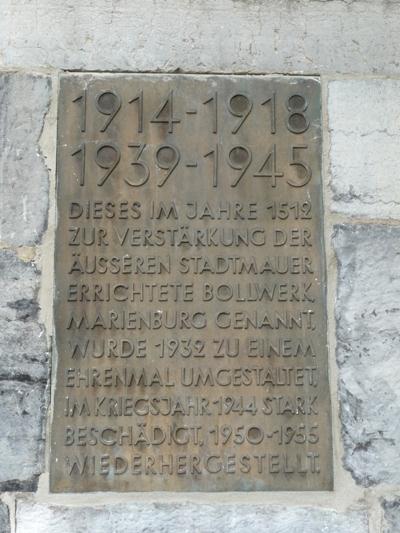 1914-1918
1939-1945
DIESES IM JAHRE 1512
ZUR VERSTÄRKUNG DER
ÄUSSEREN STADTMAUER
ERRICHTETE BOLLWERK,
MARIENBURG GENANNT,
WURDE 1932 ZU EINEM
EHRENMAL UMGESTALTET,
IM KRIEGSJAHR 1944 STARK
BESCHÄDIGT, 1950-1955
WIEDERHERGESTELLT.